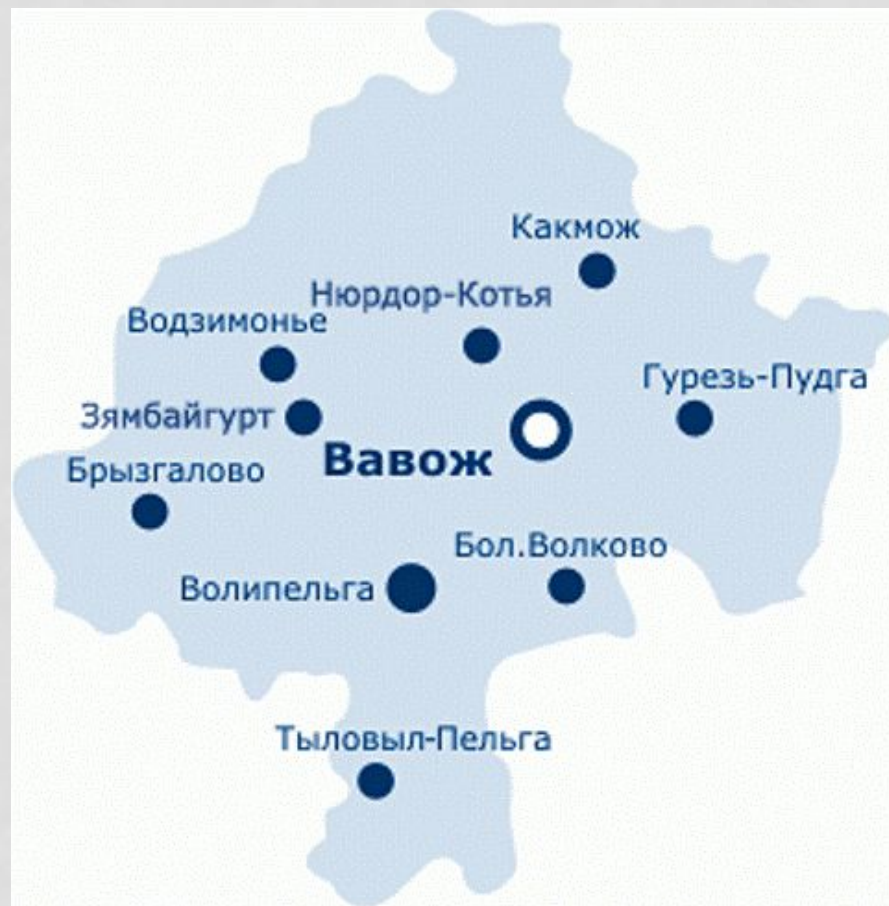 Какмож
Нюрдор-Котья
Водзимонье
Гурезь-Пудга
Зямбайгурт
Вавож
Брызгалово
Бол.Волково
Волипельга
Тыловыл-Пельга